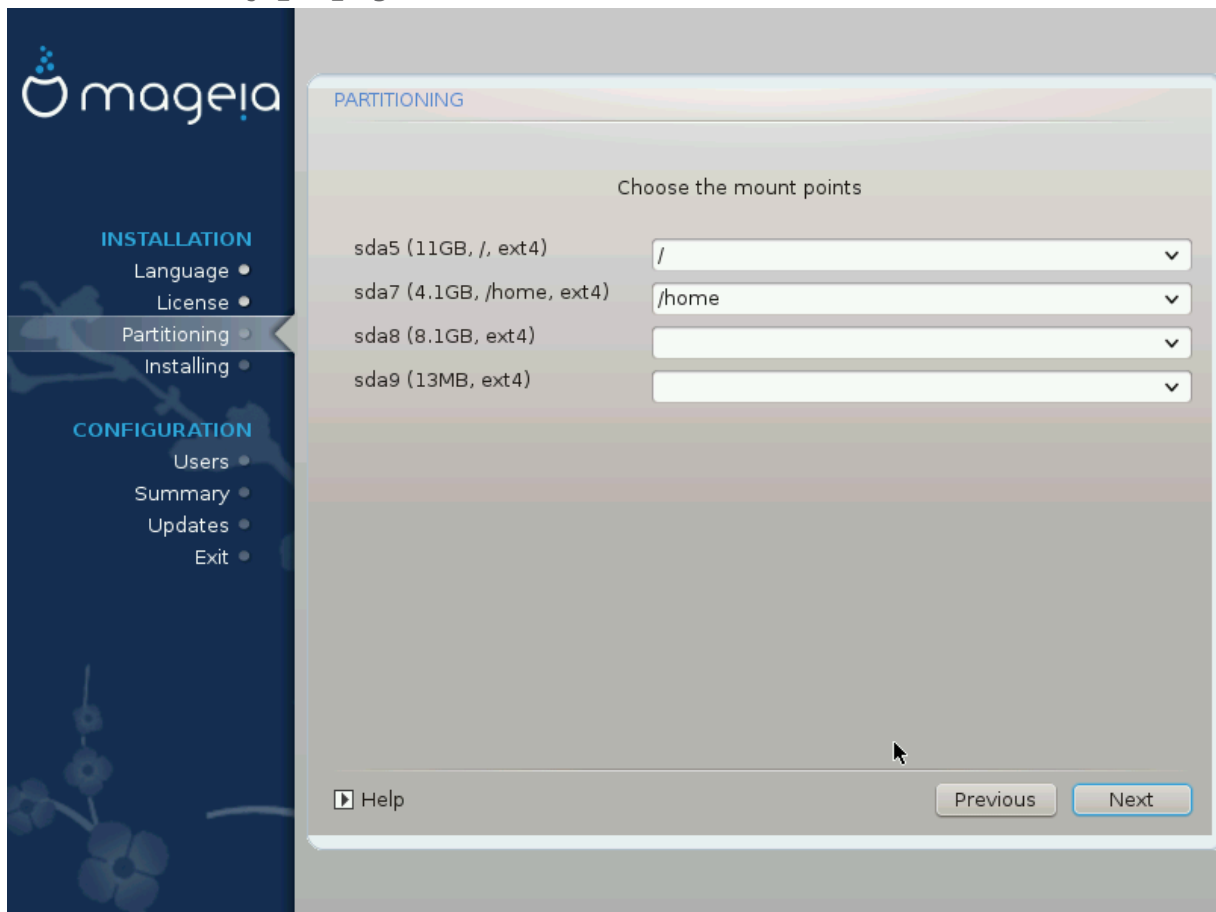 mageia
INSTALLATION
Language
License
Partitioning
Installing
CONFIGURATION
Users
Summary
Updates
Exit
PARTITIONING
Choose the mount points
sda5 (11GB, /, ext4) /
sda7 (4.1GB, /home, ext4) /home
sda8 (8.1GB, ext4)
sda9 (13MB, ext4)
Help Previous Next